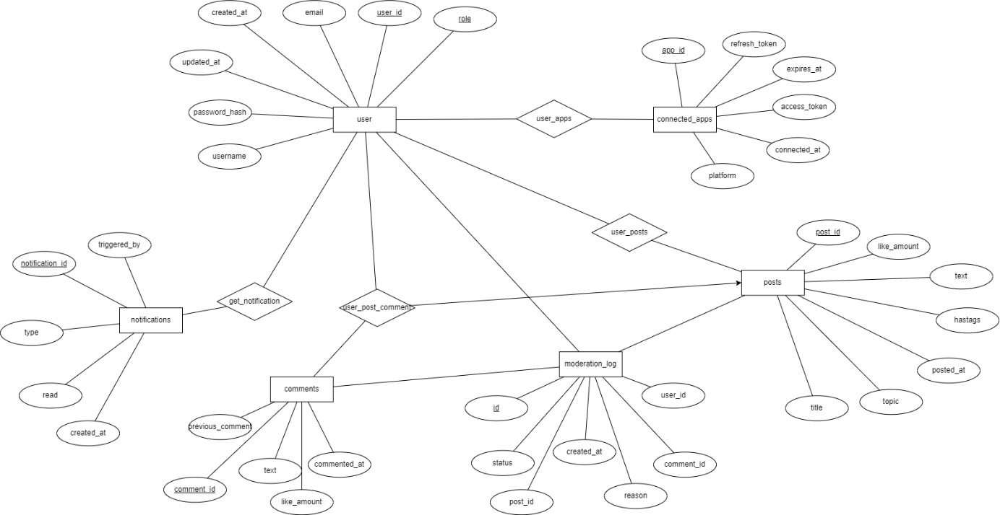 created_at
email
user_id
role
updated_at
password_hash
username
user
user_apps
app_id
refresh_token
expires_at
access_token
connected_at
platform
connected_apps
user_posts
post_id
like_amount
text
hastags
posted_at
topic
title
posts
triggered_by
notification_id
type
read
created_at
notifications
get_notification
user_post_comment
comments
previous_comment
comment_id
text
like_amount
commented_at
moderation_log
id
status
post_id
created_at
reason
comment_id
user_id